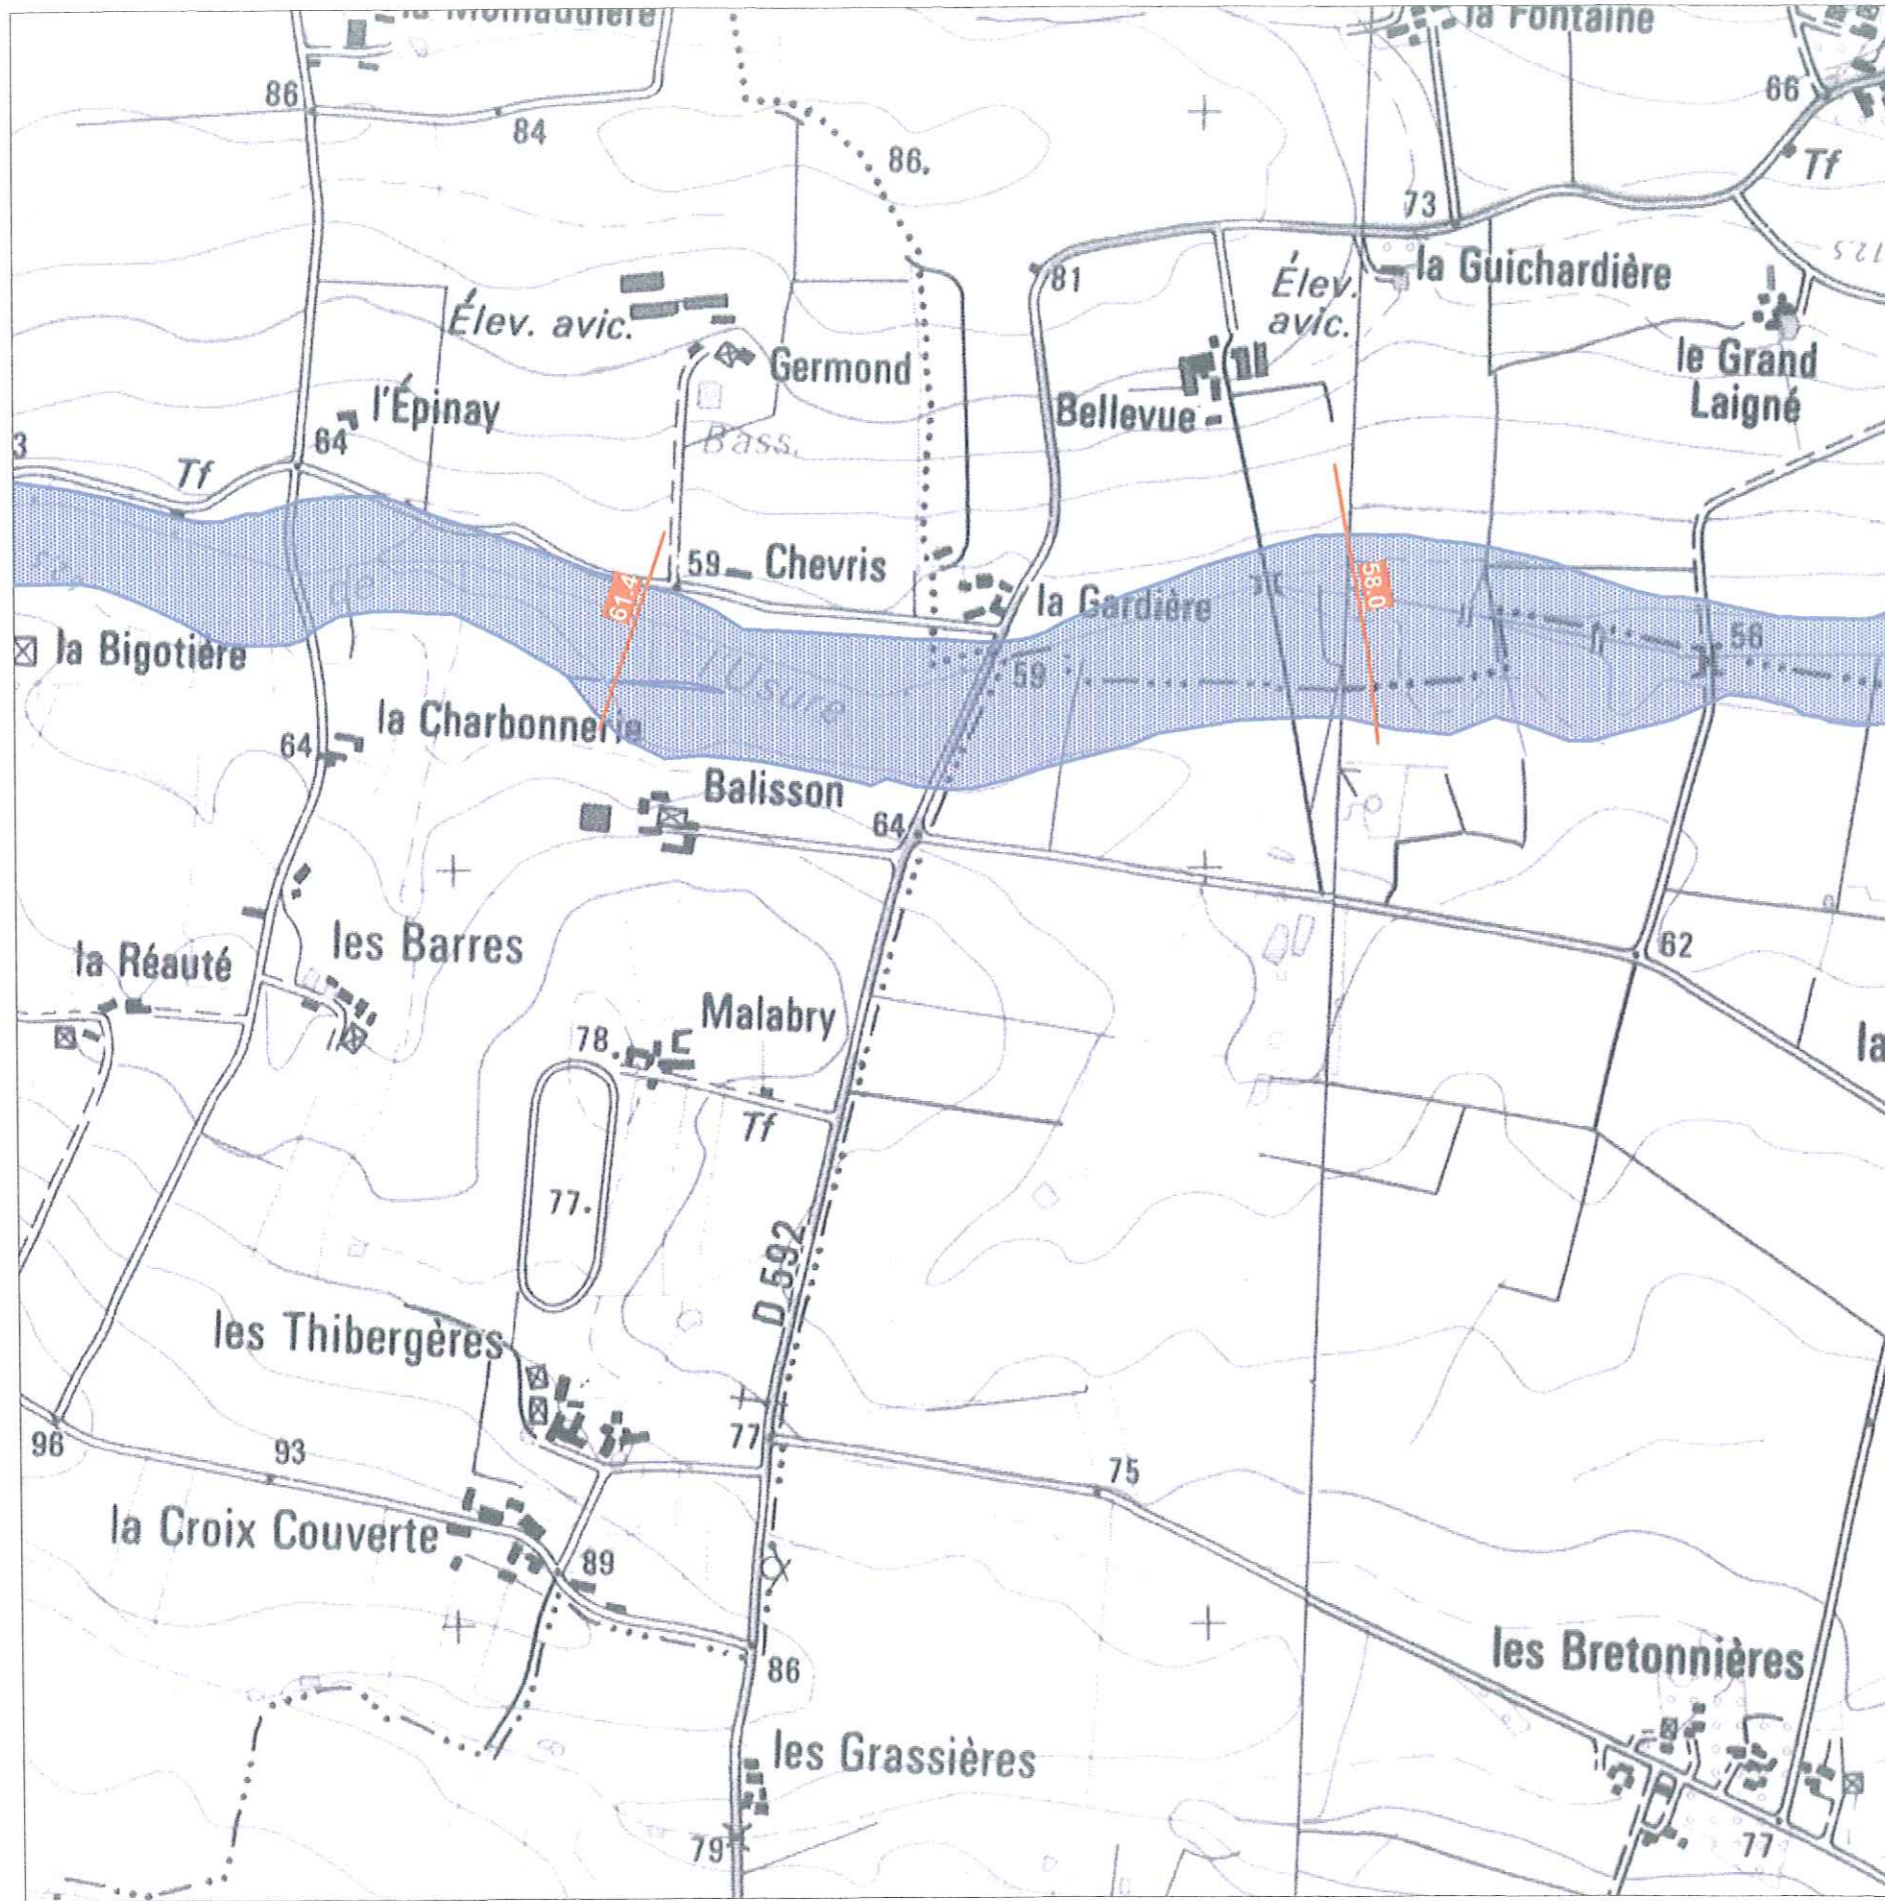 la Fontaine
86
84
86.
66
Tf
73
81
la Guichardière
Élev.
avic.
Élev. avic.
Germond
le Grand
Laigné
l'Épinay
64
Bellevue
Bass.
3
Tf
59
Chevris
61.4
58.0
la Gardière
de
56
la Bigotière
59
l'Usure
la Charbonnerie
64
Balisson
64
62
les Barres
la Réauté
Malabry
78.
la
Tf
77.
D 592
les Thibergères
96
93
77
75
la Croix Couverte
89
86
les Bretonnières
les Grassières
79
77